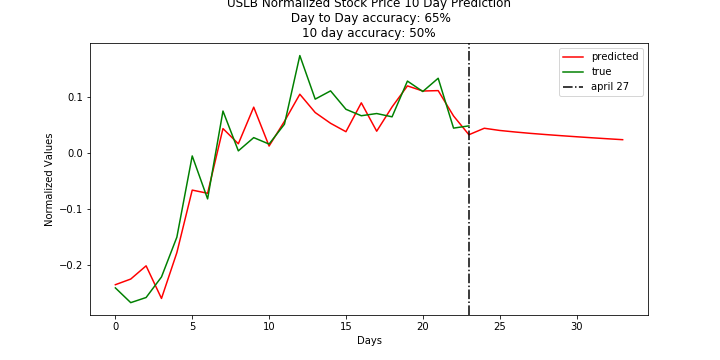 USLB Normalized Stock Price 10 Day Prediction
Day to Day accuracy: 65%
10 day accuracy: 50%
predicted
true
april 27
0.1
0.0
−0.1
−0.2
Normalized Values
0 5 10 15 20 25 30
Days